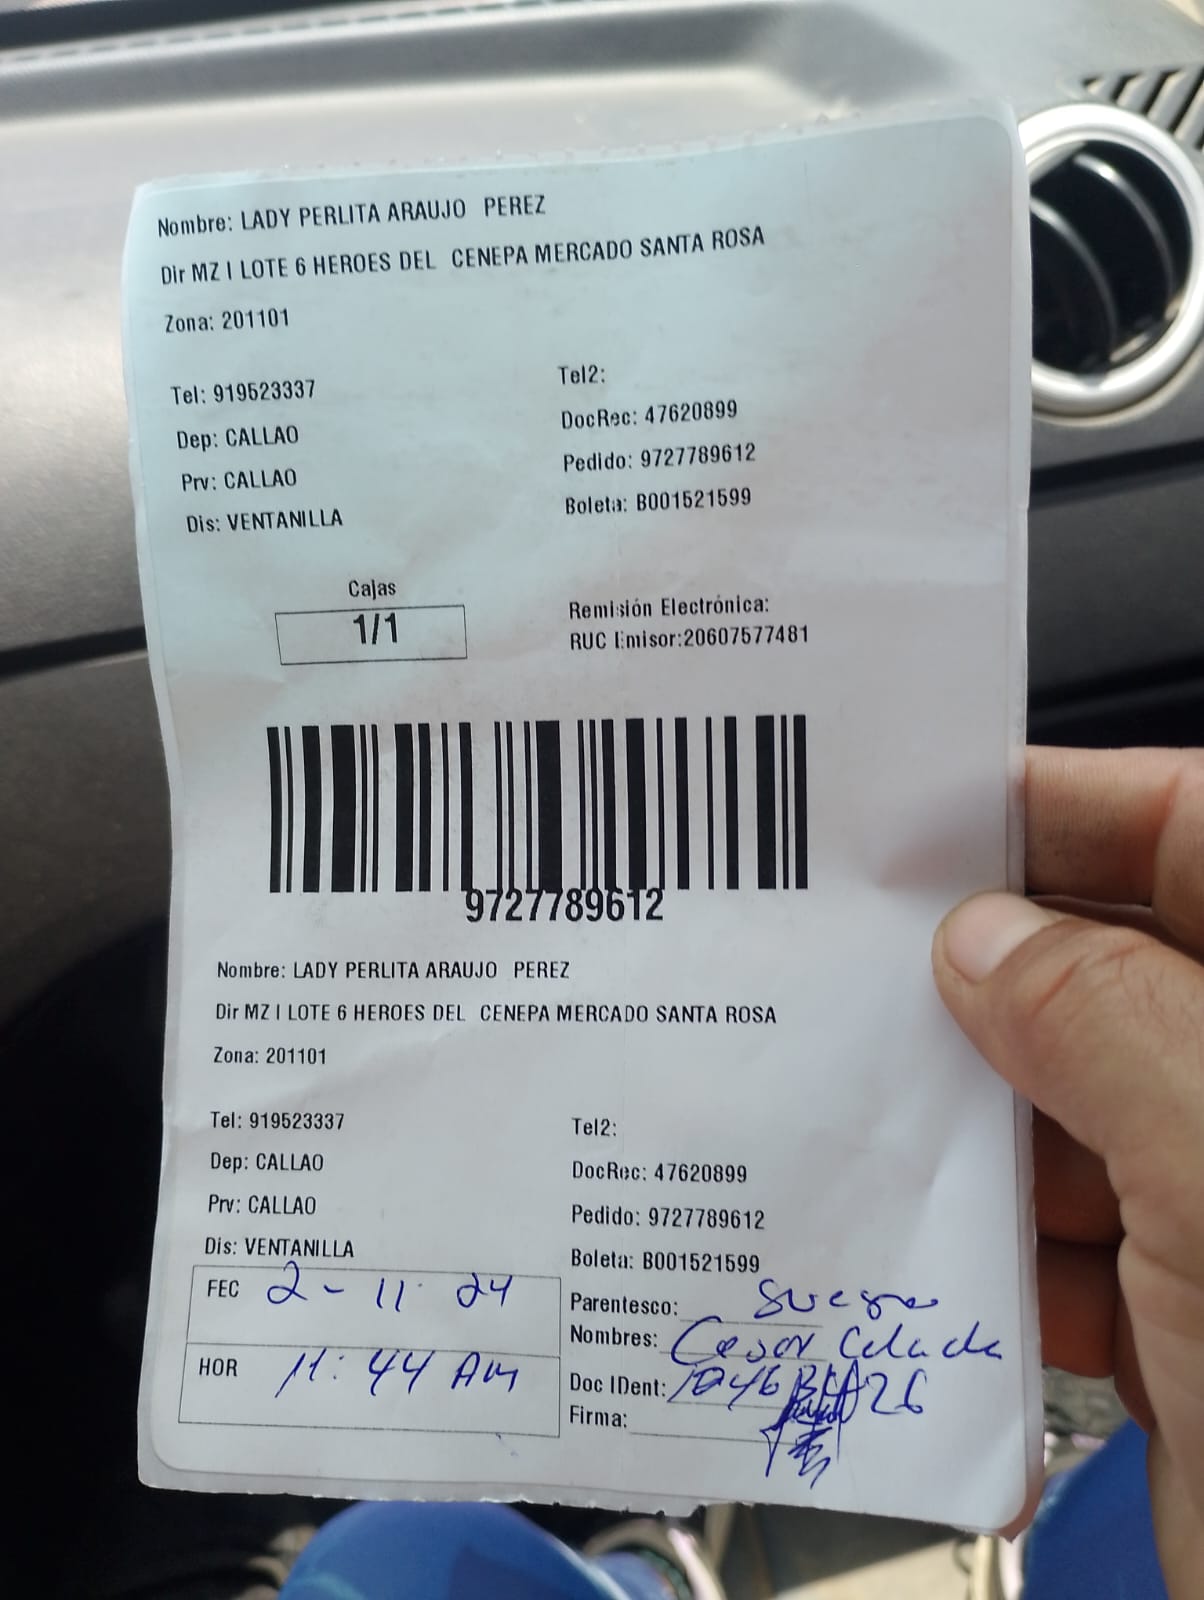 Nombre: LADY PERLITA ARAUJO PEREZ
Dir MZ I LOTE 6 HEROES DEL CENEPA MERCADO SANTA ROSA
Zona: 201101
Tel: 919523337
Tel2:
Dep: CALLAO
DocRec: 47620899
Prv: CALLAO
Pedido: 9727789612
Dis: VENTANILLA
Boleta: B001521599
Cajas
1/1
Remisión Electrónica:
RUC Emisor:20607577481
9727789612
Nombre: LADY PERLITA ARAUJO PEREZ
Dir MZ I LOTE 6 HEROES DEL CENEPA MERCADO SANTA ROSA
Zona: 201101
Tel: 919523337
Tel2:
Dep: CALLAO
DocRec: 47620899
Prv: CALLAO
Pedido: 9727789612
Dis: VENTANILLA
Boleta: B001521599
FEC 2-11-24
Parentesco: Suegro
Nombres: Cesar Celada
HOR 11:44 AM
Doc IDent:
Firma: